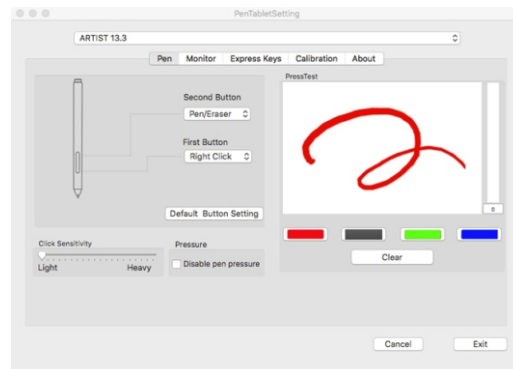 PenTabletSetting
ARTIST 13.3
Pen Monitor Express Keys Calibration About
Second Button
Pen/Eraser
First Button
Right Click
Default Button Setting
PressTest
Clear
Click Sensitivity
Light Heavy
Pressure
Disable pen pressure
Cancel Exit